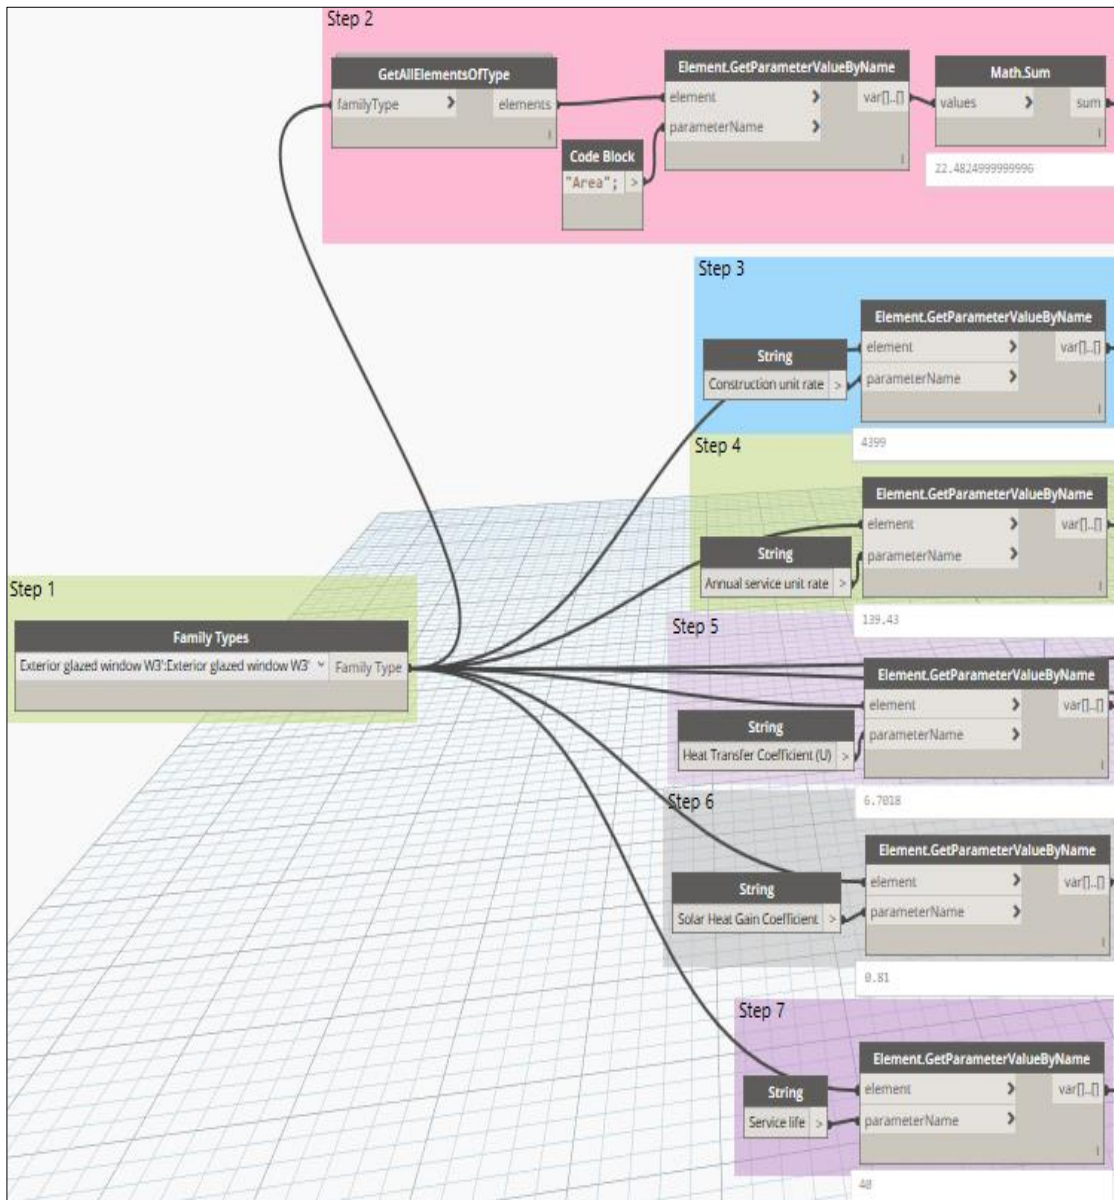 Step 2
GetAllElementsOfType
familyType > elements
Code Block
"Area"; >
Element.GetParameterValueByName
element > var[]..[]
parameterName >
Math.Sum
values > sum
22.4824999999996
Step 3
String
Construction unit rate >
Element.GetParameterValueByName
element > var[]..[]
parameterName >
4399
Step 4
String
Annual service unit rate >
Element.GetParameterValueByName
element > var[]..[]
parameterName >
139.43
Step 1
Family Types
Exterior glazed window W3':Exterior glazed window W3' Family Type
Step 5
String
Heat Transfer Coefficient (U) >
Element.GetParameterValueByName
element > var[]..[]
parameterName >
6.7018
Step 6
String
Solar Heat Gain Coefficient >
Element.GetParameterValueByName
element > var[]..[]
parameterName >
0.81
Step 7
String
Service life >
Element.GetParameterValueByName
element > var[]..[]
parameterName >
40